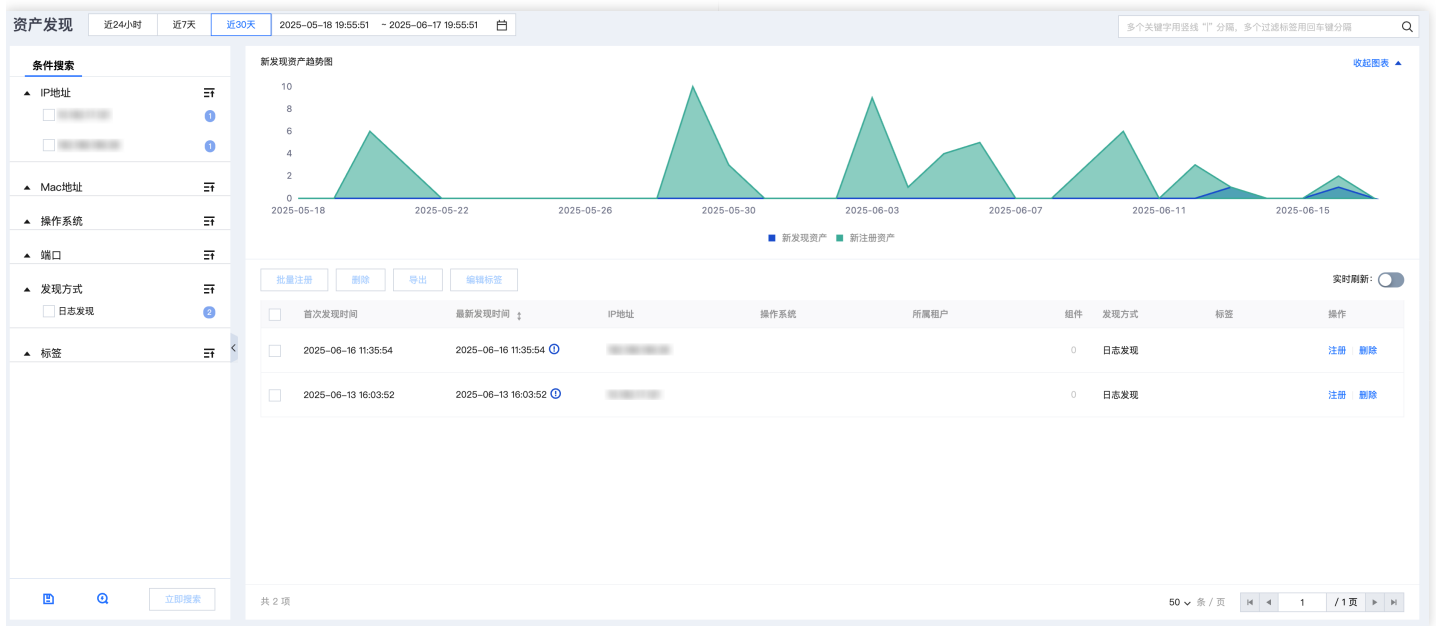 资产发现 近24小时 近7天 近30天 2025-05-18 19:55:51 ~ 2025-06-17 19:55:51 多个关键字用竖线 "|" 分隔，多个过滤标签用回车键分隔
条件搜索
IP地址
1
1
Mac地址
操作系统
端口
发现方式
日志发现 2
标签
立即搜索
新发现资产趋势图 收起图表
10
8
6
4
2
0
2025-05-18 2025-05-22 2025-05-26 2025-05-30 2025-06-03 2025-06-07 2025-06-11 2025-06-15
新发现资产 新注册资产
批量注册 删除 导出 编辑标签 实时刷新：
首次发现时间 最新发现时间 IP地址 操作系统 所属租户 组件 发现方式 标签 操作
2025-06-16 11:35:54 2025-06-16 11:35:54 0 日志发现 注册 删除
2025-06-13 16:03:52 2025-06-13 16:03:52 0 日志发现 注册 删除
共 2 项 50 条 / 页 1 / 1 页